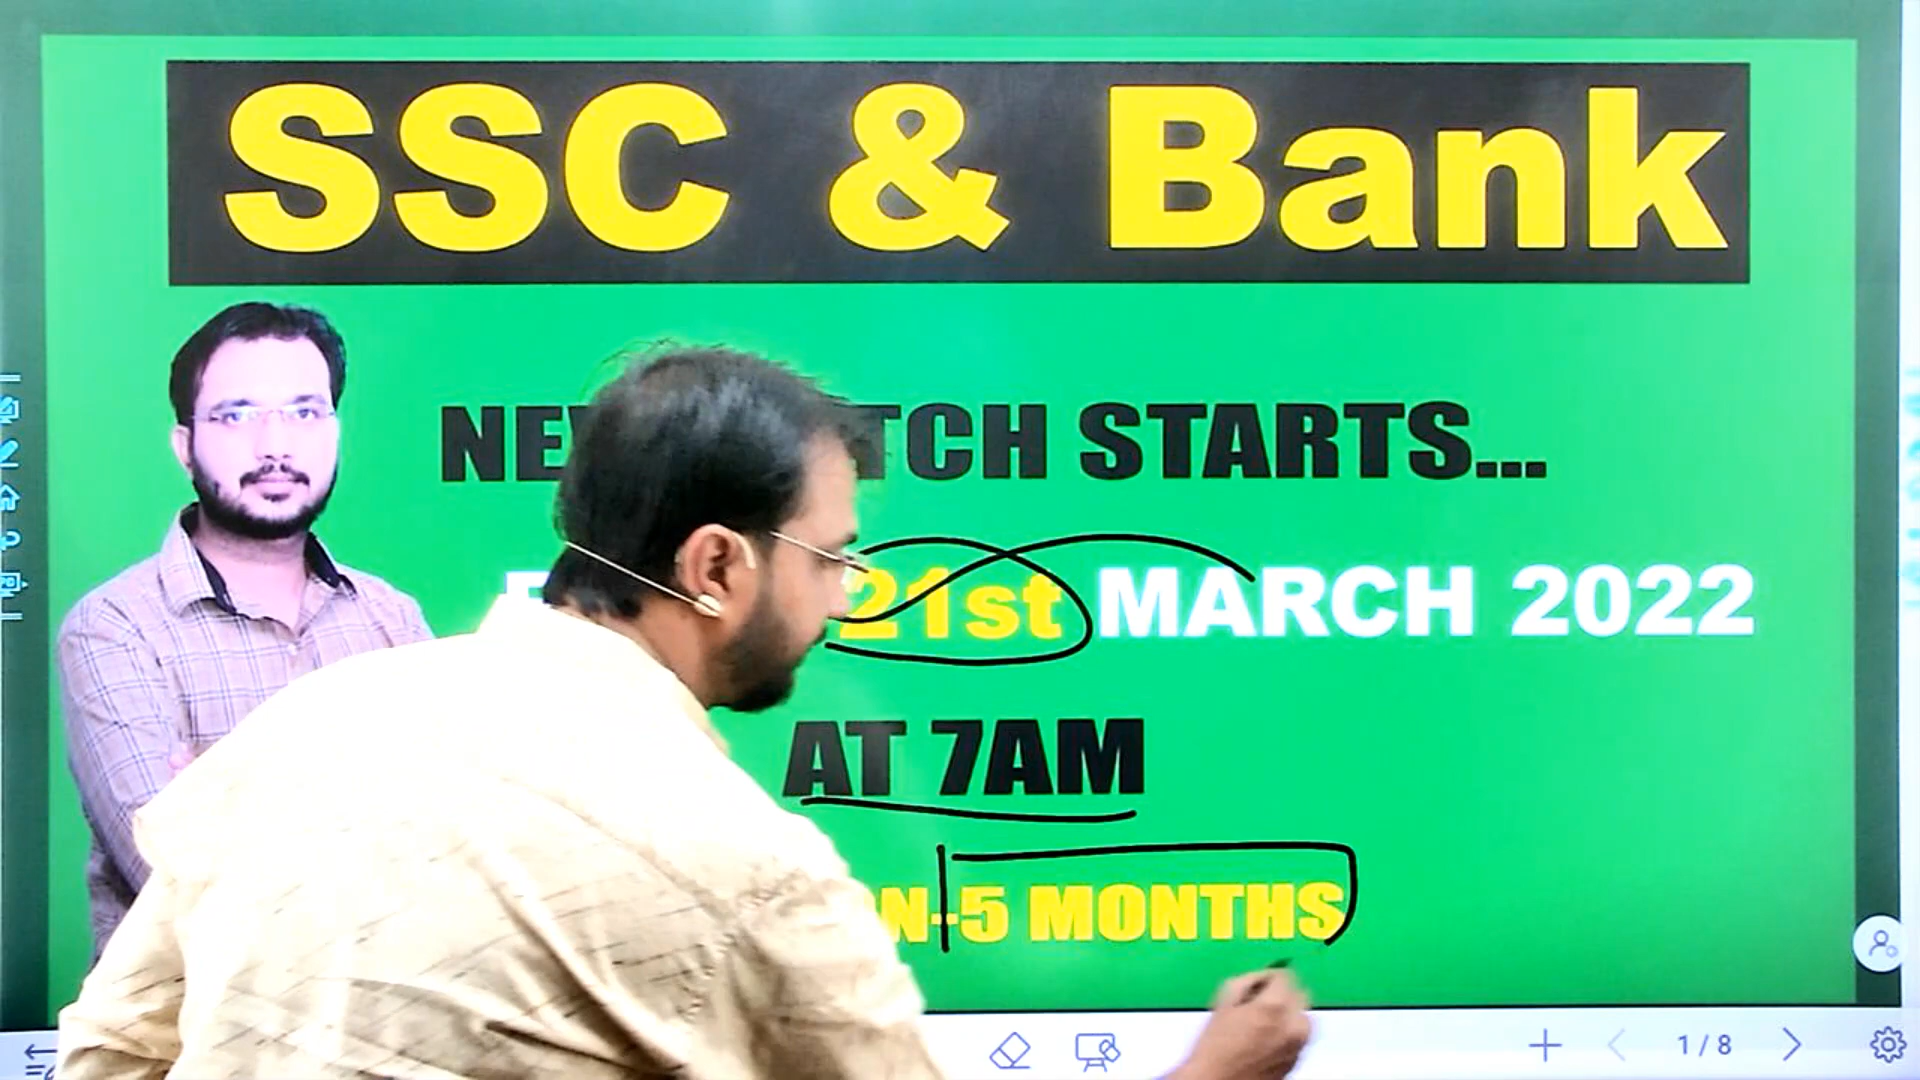 SSC & Bank
TCH STARTS...
21st MARCH 2022
AT 7AM
5 MONTHS
1 / 8